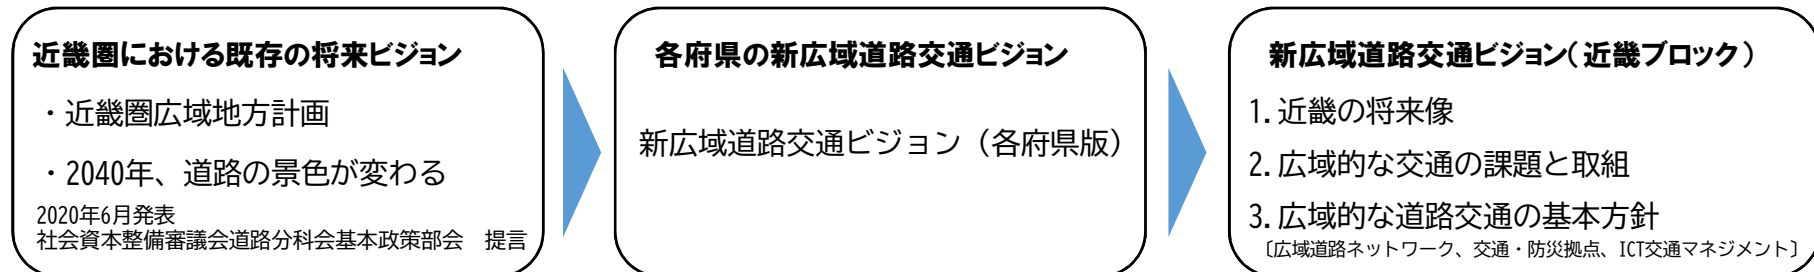 近畿圏における既存の将来ビジョン
・近畿圏広域地方計画
・2040年、道路の景色が変わる
2020年6月発表
社会資本整備審議会道路分科会基本政策部会　提言
各府県の新広域道路交通ビジョン
新広域道路交通ビジョン（各府県版）
新広域道路交通ビジョン（近畿ブロック）
1.近畿の将来像
2.広域的な交通の課題と取組
3.広域的な道路交通の基本方針
〔広域道路ネットワーク、交通・防災拠点、ICT交通マネジメント〕